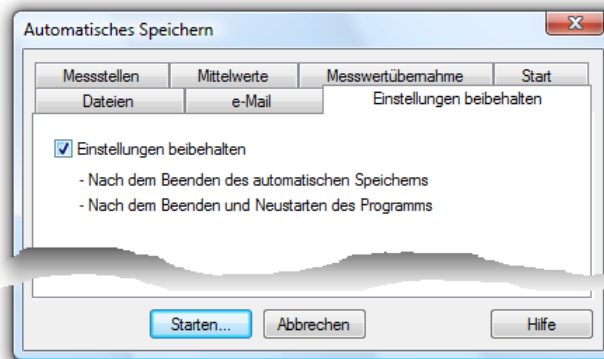 Automatisches Speichern
Messstellen Mittelwerte Messwertübernahme Start
Dateien e-Mail Einstellungen beibehalten
Einstellungen beibehalten
- Nach dem Beenden des automatischen Speicherns
- Nach dem Beenden und Neustarten des Programms
Starten... Abbrechen Hilfe